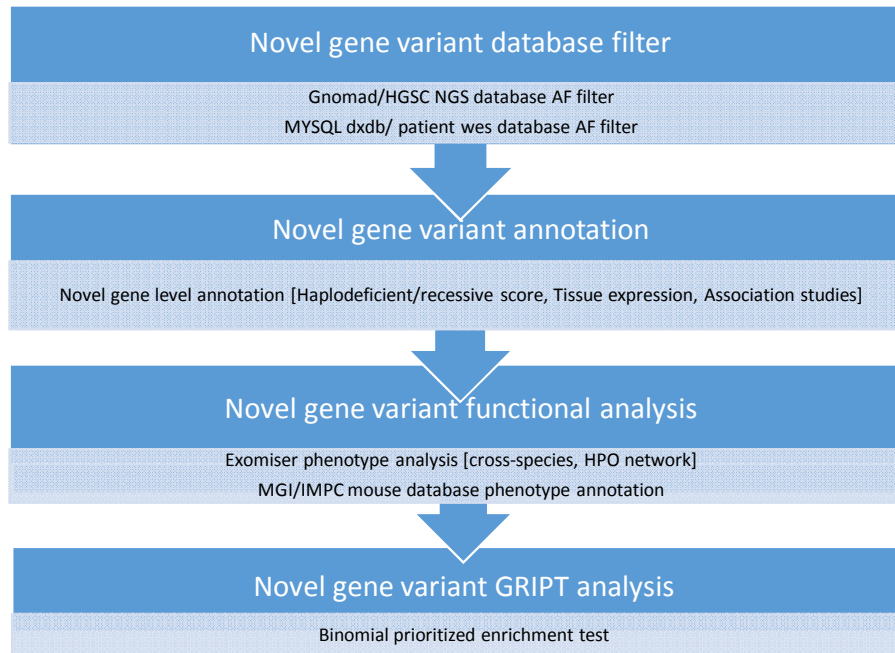 Novel gene variant database filter
Gnomad/HGSC NGS database AF filter
MYSQL dxdb/ patient wes database AF filter
Novel gene variant annotation
Novel gene level annotation [Haplodeficient/recessive score, Tissue expression, Association studies]
Novel gene variant functional analysis
Exomiser phenotype analysis [cross-species, HPO network]
MGI/IMPC mouse database phenotype annotation
Novel gene variant GRIPT analysis
Binomial prioritized enrichment test